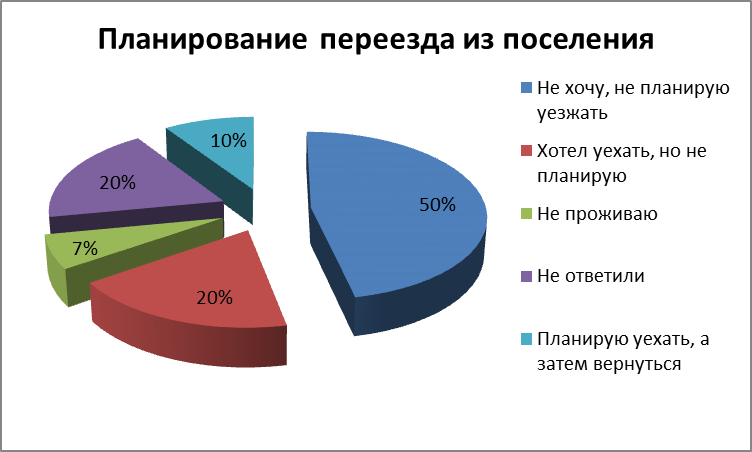 Планирование переезда из поселения
10%
20%
50%
7%
20%
Не хочу, не планирую
уезжать
Хотел уехать, но не
планирую
Не проживаю
Не ответили
Планирую уехать, а
затем вернуться